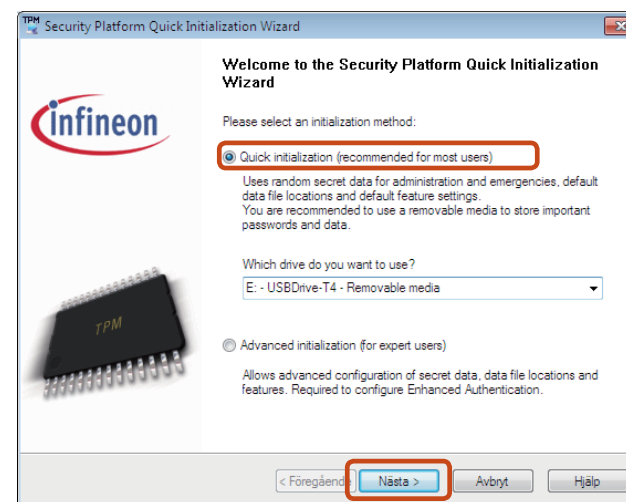 TPM
Security Platform Quick Initialization Wizard
Welcome to the Security Platform Quick Initialization
Wizard
infineon
Please select an initialization method:
Quick initialization (recommended for most users)
Uses random secret data for administration and emergencies, default
data file locations and default feature settings.
You are recommended to use a removable media to store important
passwords and data.
Which drive do you want to use?
E: - USBDrive-T4 - Removable media
TPM
Advanced initialization (for expert users)
Allows advanced configuration of secret data, data file locations and
features. Required to configure Enhanced Authentication.
< Föregående Nästa > Avbryt Hjälp